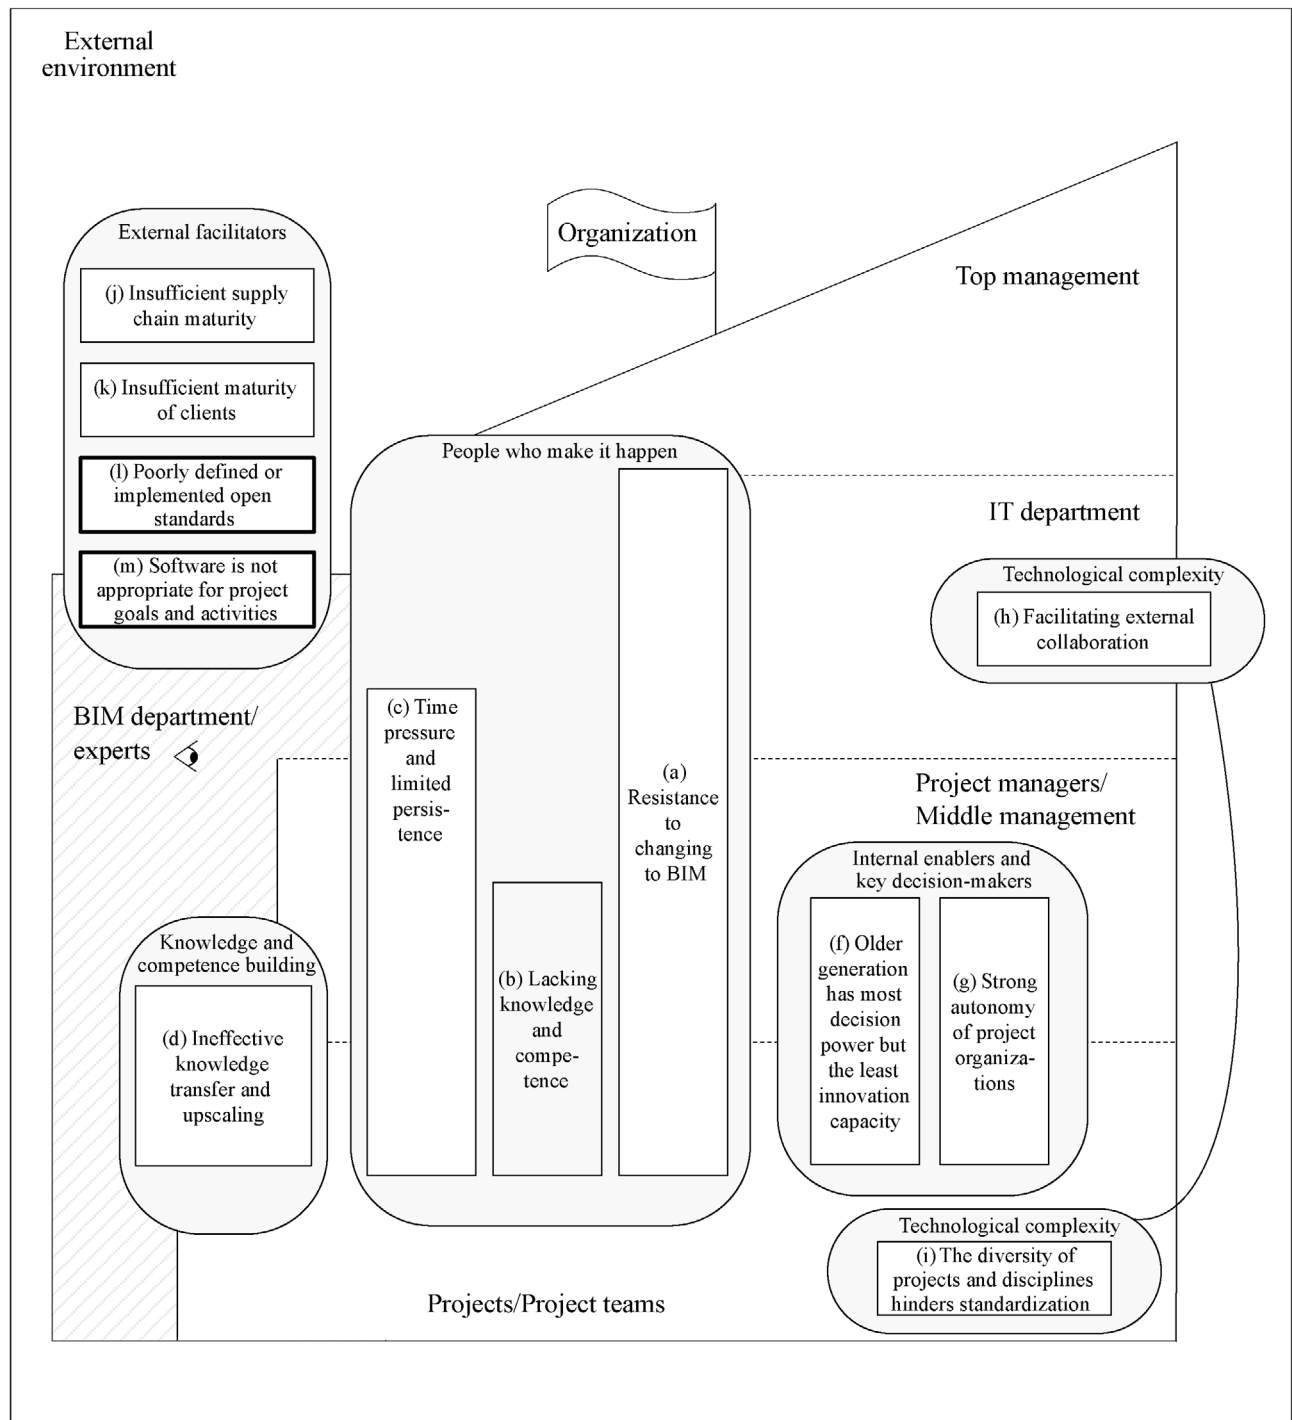 External
environment
Organization
Top management
External facilitators
(j) Insufficient supply
chain maturity
(k) Insufficient maturity
of clients
(l) Poorly defined or
implemented open
standards
(m) Software is not
appropriate for project
goals and activities
People who make it happen
IT department
Technological complexity
(h) Facilitating external
collaboration
BIM department/
experts
(c) Time
pressure
and
limited
persis-
tence
(a)
Resistance
to
changing
to BIM
Project managers/
Middle management
Internal enablers and
key decision-makers
(f) Older
generation
has most
decision
power but
the least
innovation
capacity
(g) Strong
autonomy
of project
organiza-
tions
Knowledge and
competence building
(d) Ineffective
knowledge
transfer and
upscaling
(b) Lacking
knowledge
and
compe-
tence
Technological complexity
(i) The diversity of
projects and disciplines
hinders standardization
Projects/Project teams